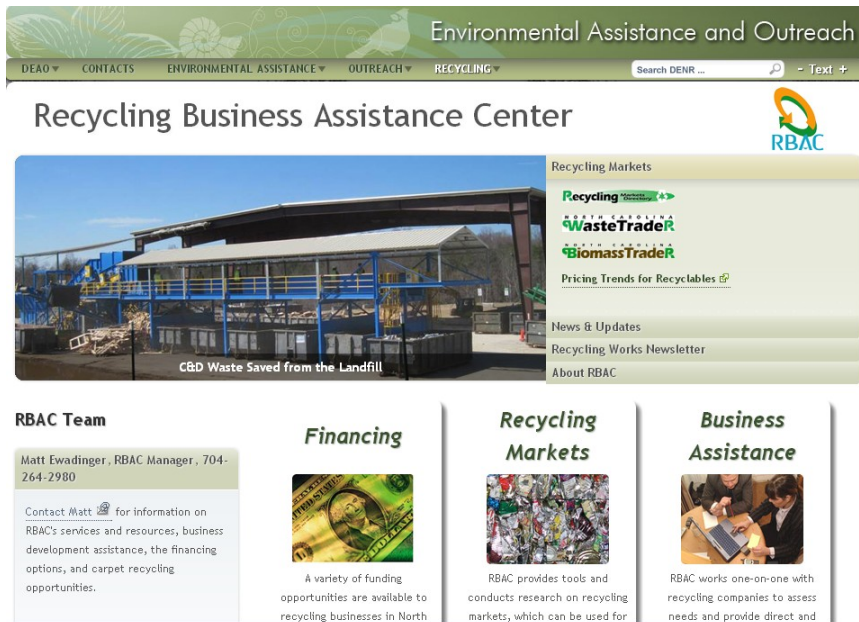 Environmental Assistance and Outreach
DEAO CONTACTS ENVIRONMENTAL ASSISTANCE OUTREACH RECYCLING Search DENR ... - Text +
Recycling Business Assistance Center
RBAC
Recycling Markets
Recycling Markets Directory
NORTH CAROLINA
WasteTradeR
NORTH CAROLINA
BiomassTradeR
Pricing Trends for Recyclables
News & Updates
Recycling Works Newsletter
About RBAC
C&D Waste Saved from the Landfill
RBAC Team
Matt Ewadinger, RBAC Manager, 704-
264-2980
Contact Matt for information on
RBAC's services and resources, business
development assistance, the financing
options, and carpet recycling
opportunities.
Financing
A variety of funding
opportunities are available to
recycling businesses in North
Recycling
Markets
RBAC provides tools and
conducts research on recycling
markets, which can be used for
Business
Assistance
RBAC works one-on-one with
recycling companies to assess
needs and provide direct and